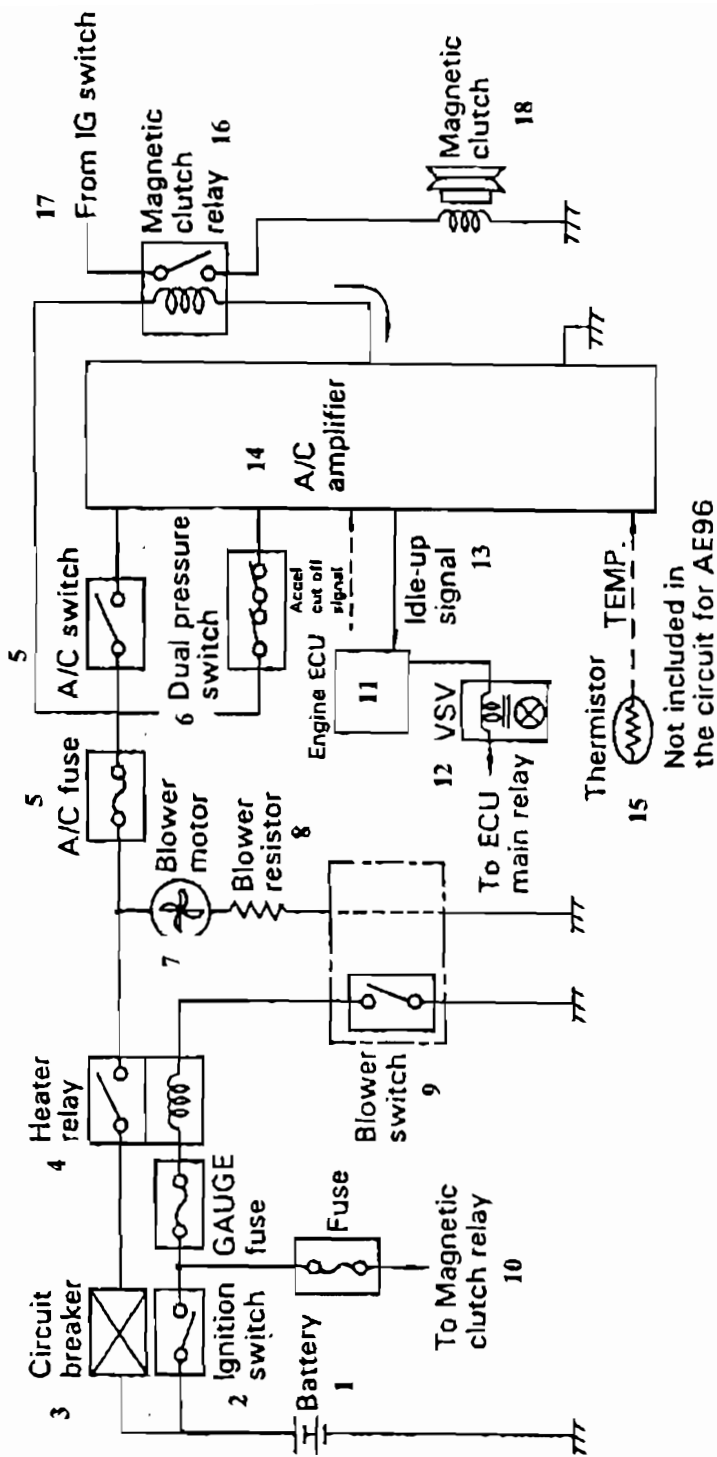 3
Circuit
breaker
2
Ignition
switch
Battery
1
GAUGE
fuse
Fuse
To Magnetic
clutch relay
10
4
Heater
relay
Blower
switch
9
7
Blower
motor
Blower
resistor
8
5
A/C fuse
5
A/C switch
6 Dual pressure
switch
Accel
cut off
signal
Engine ECU
11
Idle-up
signal
13
12 VSV
To ECU
main relay
14
A/C
amplifier
Thermistor
15
TEMP.
Not included in
the circuit for AE96
17
From IG switch
Magnetic
clutch
relay
16
Magnetic
clutch
18